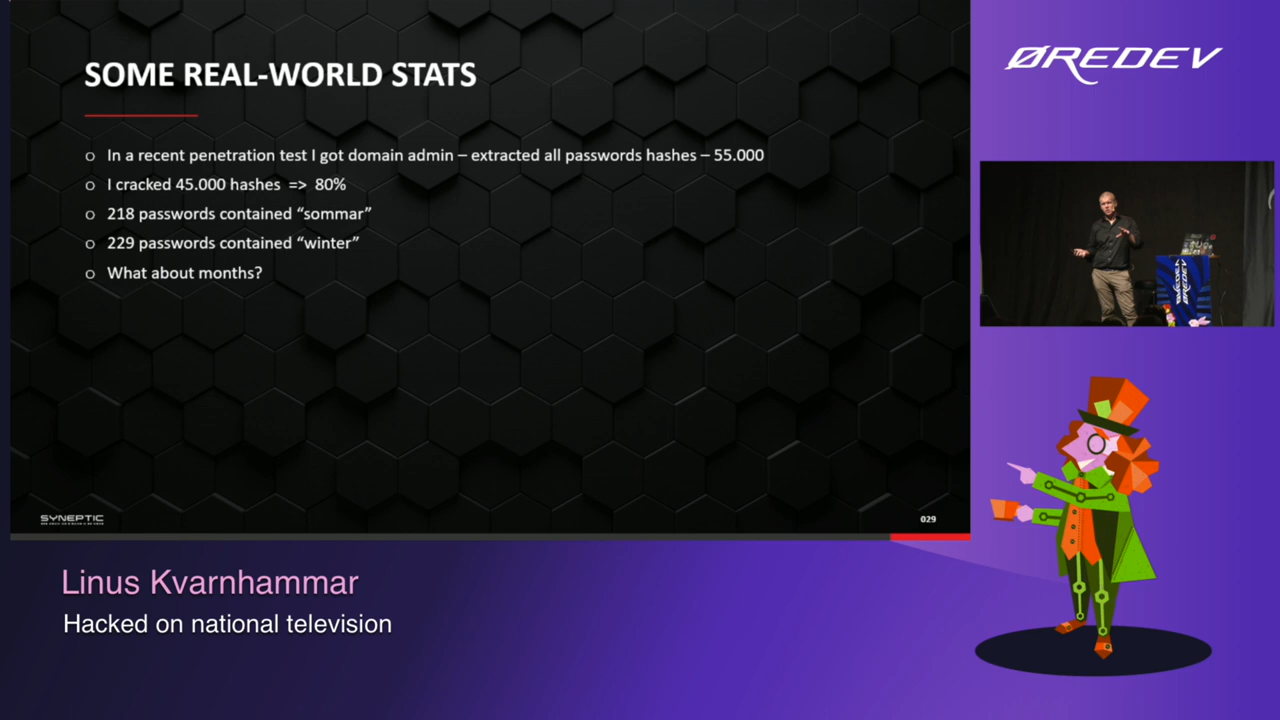 SOME REAL-WORLD STATS
o In a recent penetration test I got domain admin – extracted all passwords hashes – 55.000
o I cracked 45.000 hashes => 80%
o 218 passwords contained “sommar”
o 229 passwords contained “winter”
o What about months?
SYNEPTIC
029
ØREDEV
ØREDEV
ØREDEV
Linus Kvarnhammar
Hacked on national television